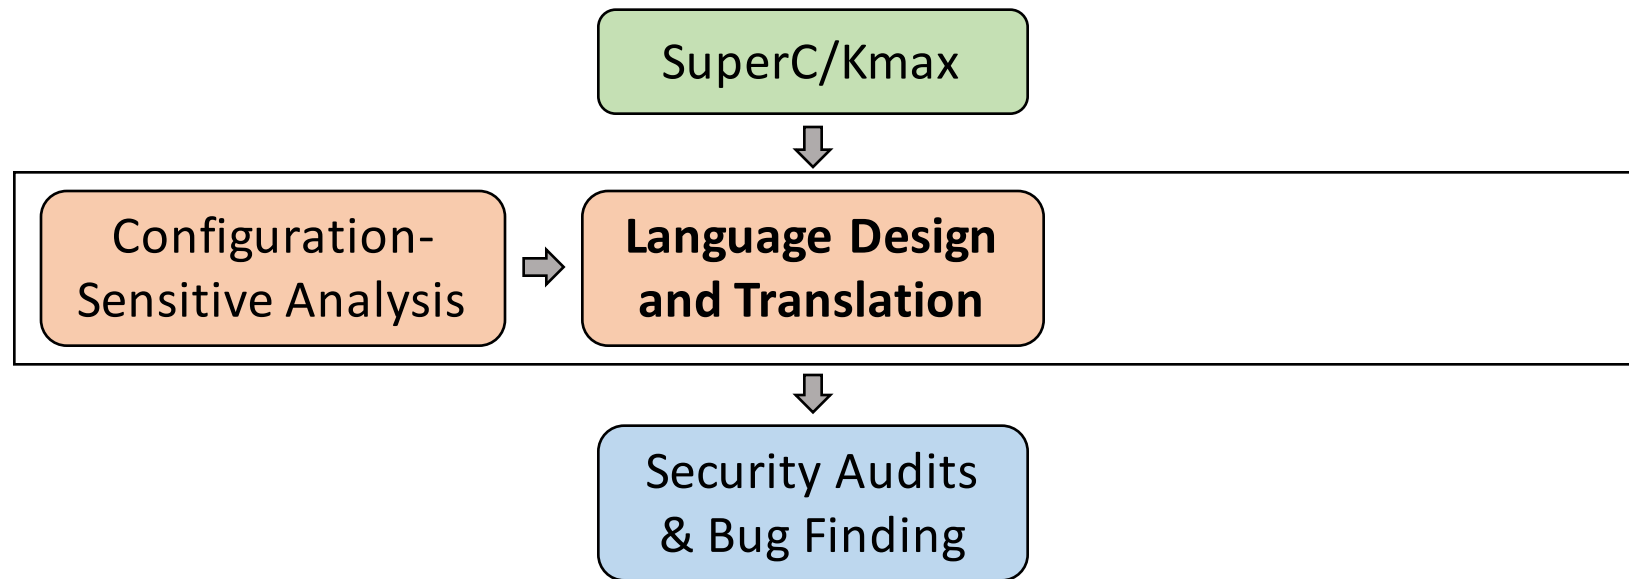 SuperC/Kmax
Configuration-
Sensitive Analysis
Language Design
and Translation
Security Audits
& Bug Finding